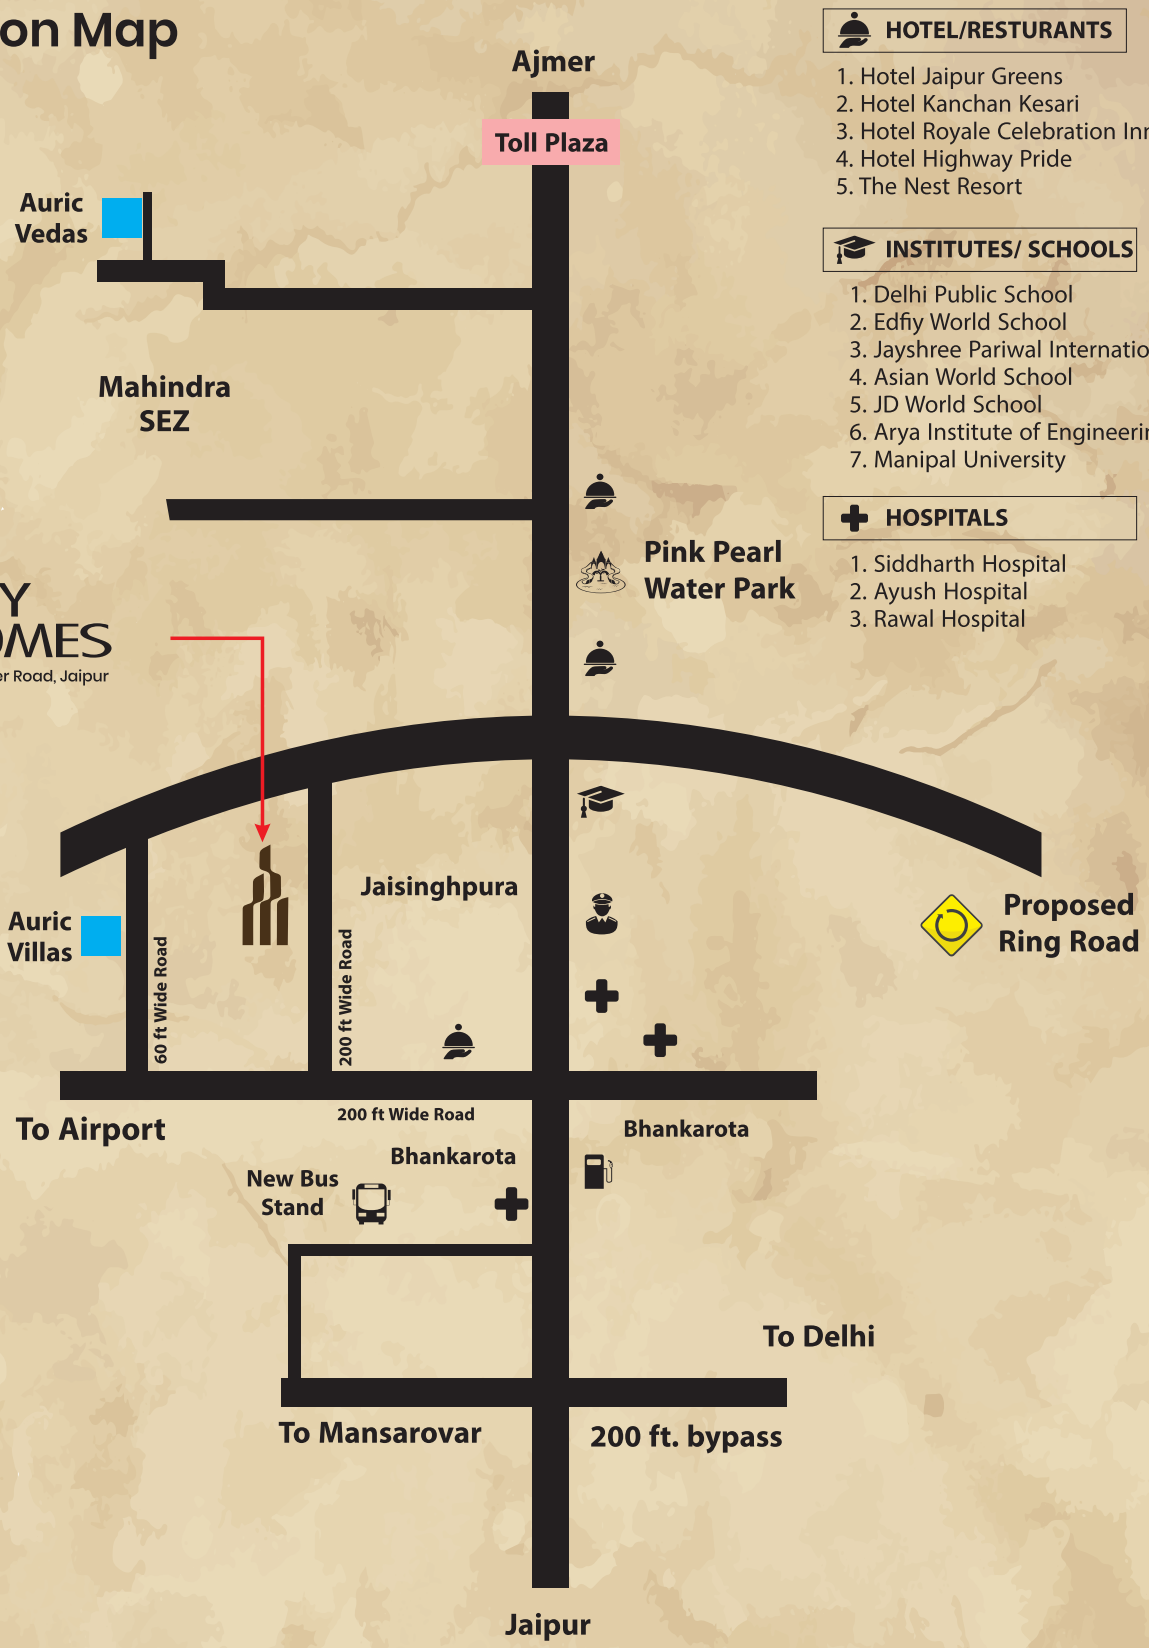 on Map
Ajmer
Toll Plaza
Auric
Vedas
Mahindra
SEZ
Pink Pearl
Water Park
Y
OMES
er Road, Jaipur
HOTEL/RESTURANTS
1. Hotel Jaipur Greens
2. Hotel Kanchan Kesari
3. Hotel Royale Celebration Inn
4. Hotel Highway Pride
5. The Nest Resort
INSTITUTES/ SCHOOLS
1. Delhi Public School
2. Edfiy World School
3. Jayshree Pariwal Internatio
4. Asian World School
5. JD World School
6. Arya Institute of Engineerin
7. Manipal University
HOSPITALS
1. Siddharth Hospital
2. Ayush Hospital
3. Rawal Hospital
Jaisinghpura
Auric
Villas
60 ft Wide Road
200 ft Wide Road
Proposed
Ring Road
To Airport
200 ft Wide Road
Bhankarota
Bhankarota
New Bus
Stand
To Delhi
To Mansarovar
200 ft. bypass
Jaipur